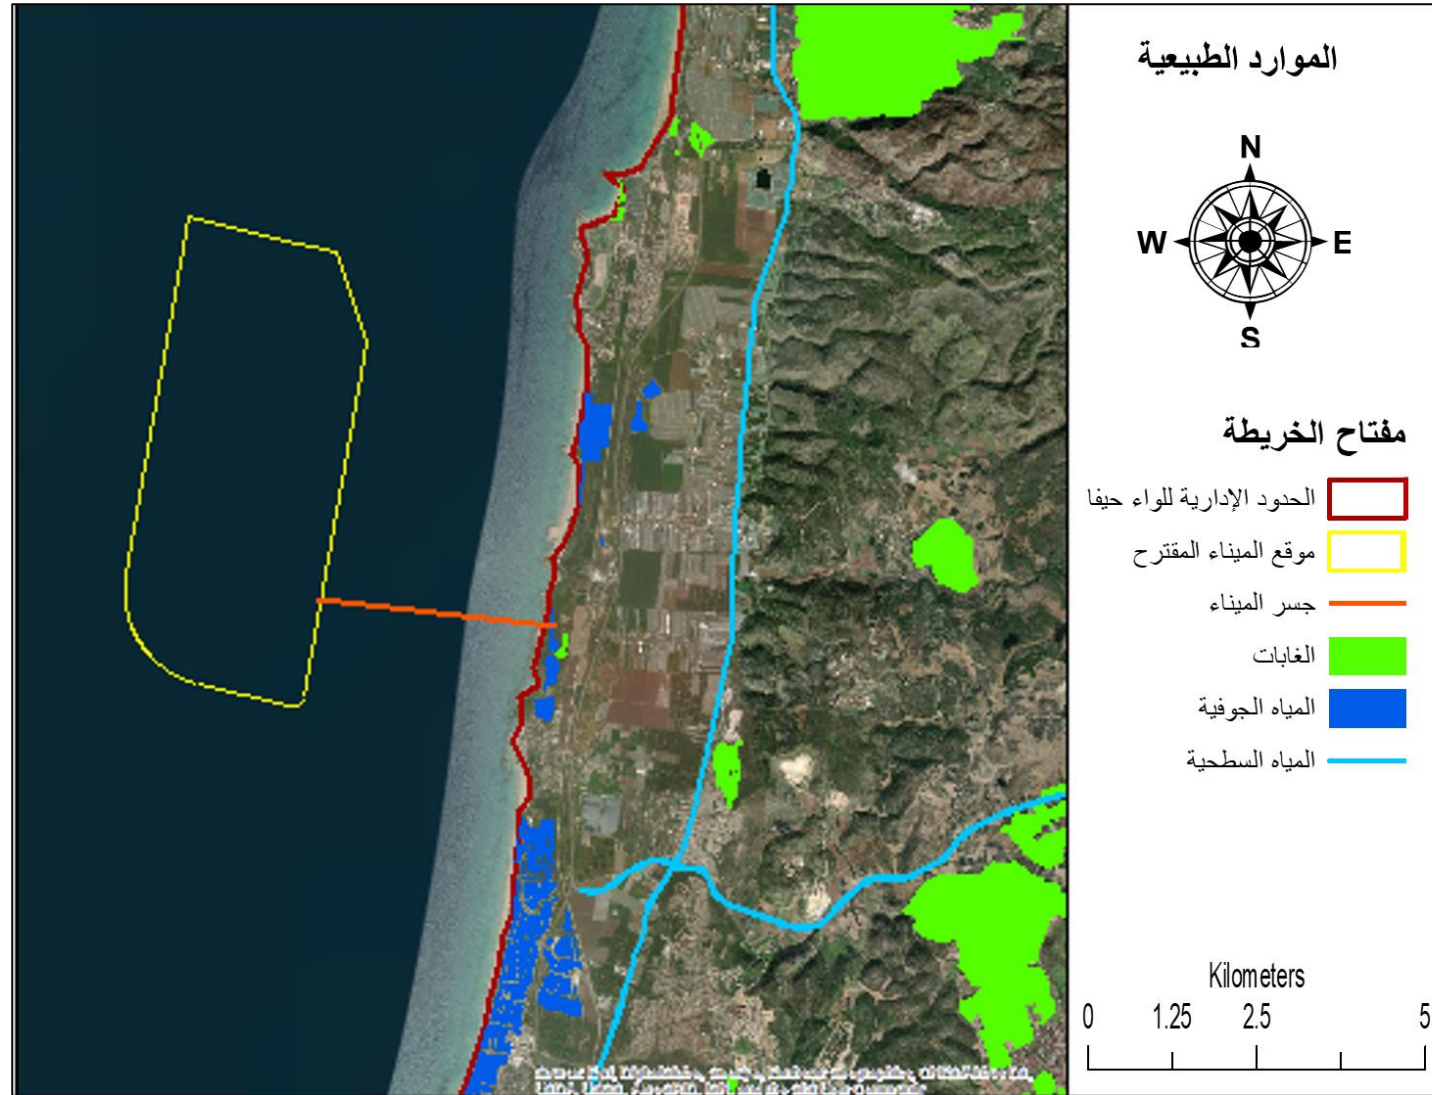 الموارد الطبيعية
N
W
E
S
مفتاح الخريطة
الحدود الإدارية للواء حيفا
موقع الميناء المقترح
جسر الميناء
الغابات
المياه الجوفية
المياه السطحية
Kilometers
0 1.25 2.5 5